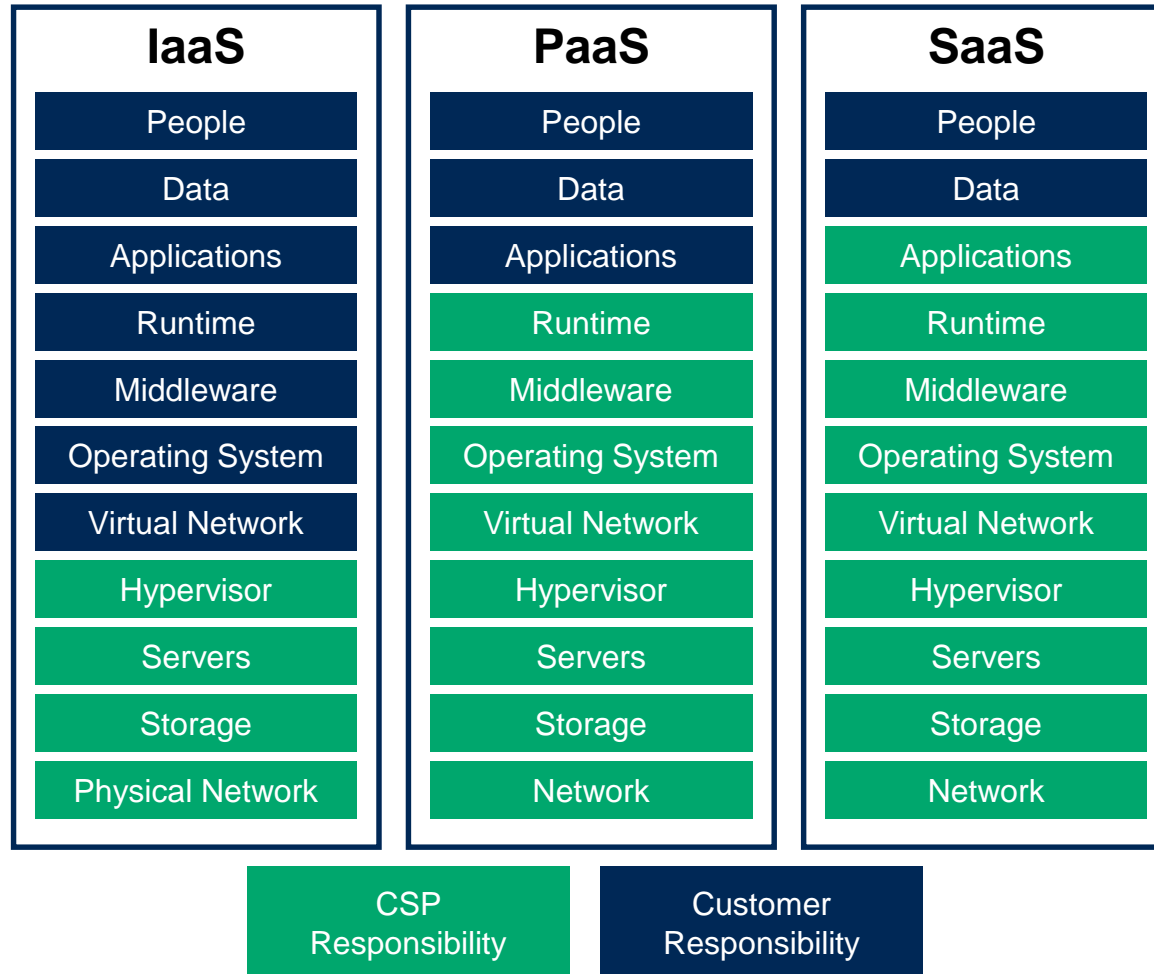 IaaS
People
Data
Applications
Runtime
Middleware
Operating System
Virtual Network
Hypervisor
Servers
Storage
Physical Network
PaaS
People
Data
Applications
Runtime
Middleware
Operating System
Virtual Network
Hypervisor
Servers
Storage
Network
SaaS
People
Data
Applications
Runtime
Middleware
Operating System
Virtual Network
Hypervisor
Servers
Storage
Network
CSP
Responsibility
Customer
Responsibility